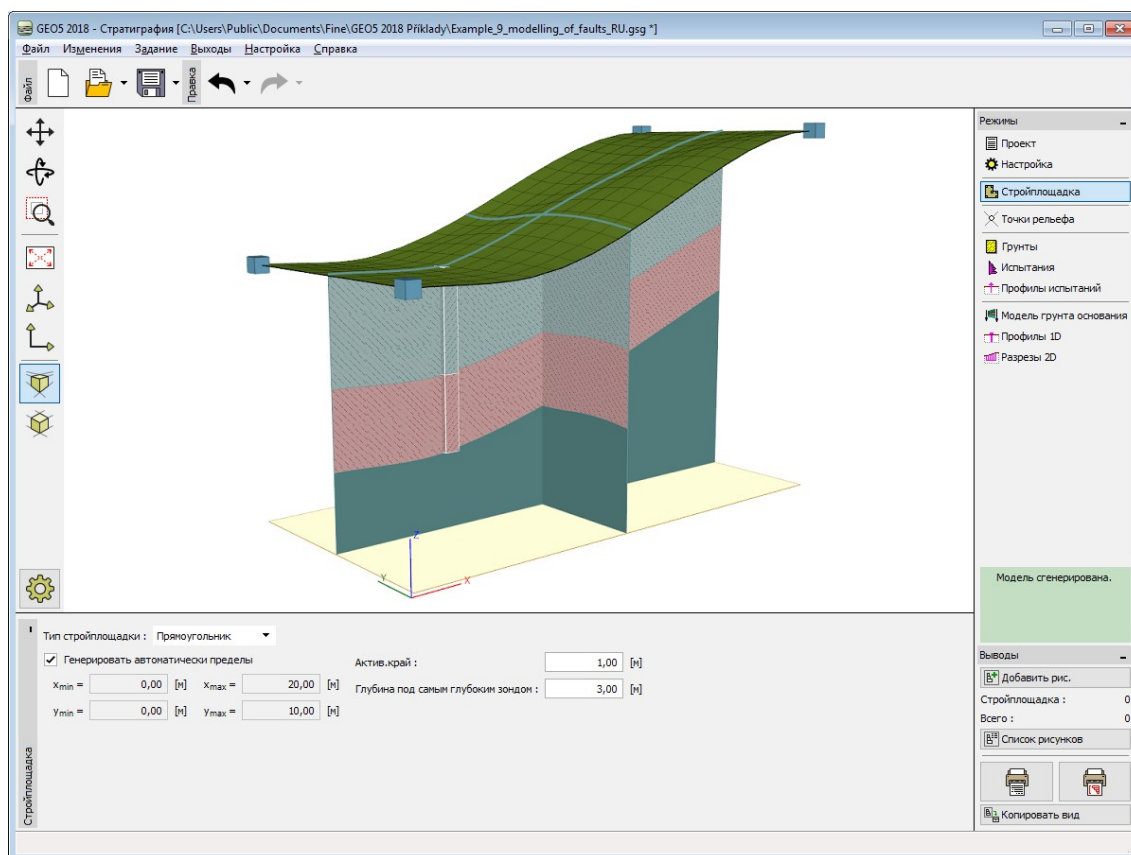 GEO5 2018 - Стратиграфия [C:\Users\Public\Documents\Fine\GEO5 2018 Příklady\Example_9_modelling_of_faults_RU.gsg *]
Файл Изменения Задание Выходы Настройка Справка
Файл
Правка
Режимы
Проект
Настройка
Стройплощадка
Точки рельефа
Грунты
Испытания
Профилы испытаний
Модель грунта основания
Профилы 1D
Разрезы 2D
Z
Y
X
Модель сгенерирована.
Тип стройплощадки : Прямоугольник
Генерировать автоматически пределы
xmin = 0,00 [м] xmax = 20,00 [м]
ymin = 0,00 [м] ymax = 10,00 [м]
Актив.край : 1,00 [м]
Глубина под самым глубоким зондом : 3,00 [м]
Стройплощадка
Выводы
Добавить рис.
Стройплощадка : 0
Всего : 0
Список рисунков
Копировать вид